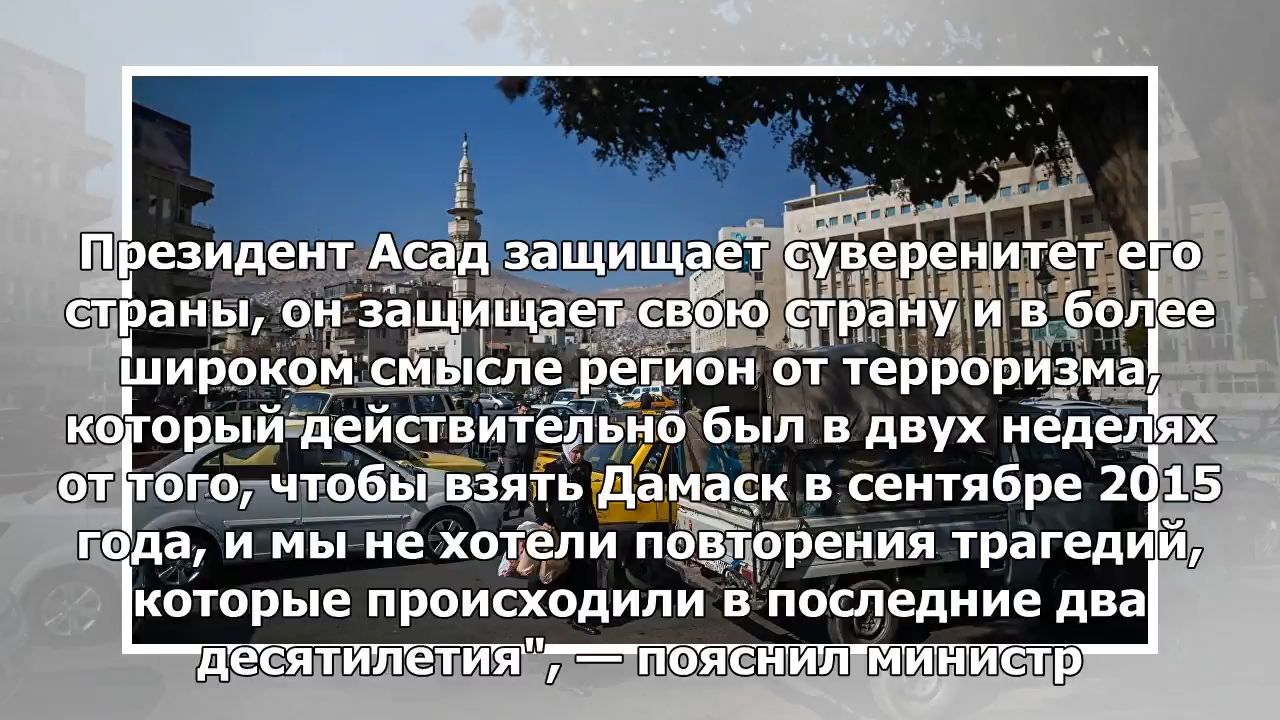 Президент Асад защищает суверенитет его
страны, он защищает свою страну и в более
широком смысле регион от терроризма,
который действительно был в двух неделях
от того, чтобы взять Дамаск в сентябре 2015
года, и мы не хотели повторения трагедий,
которые происходили в последние два
десятилетия", — пояснил министр